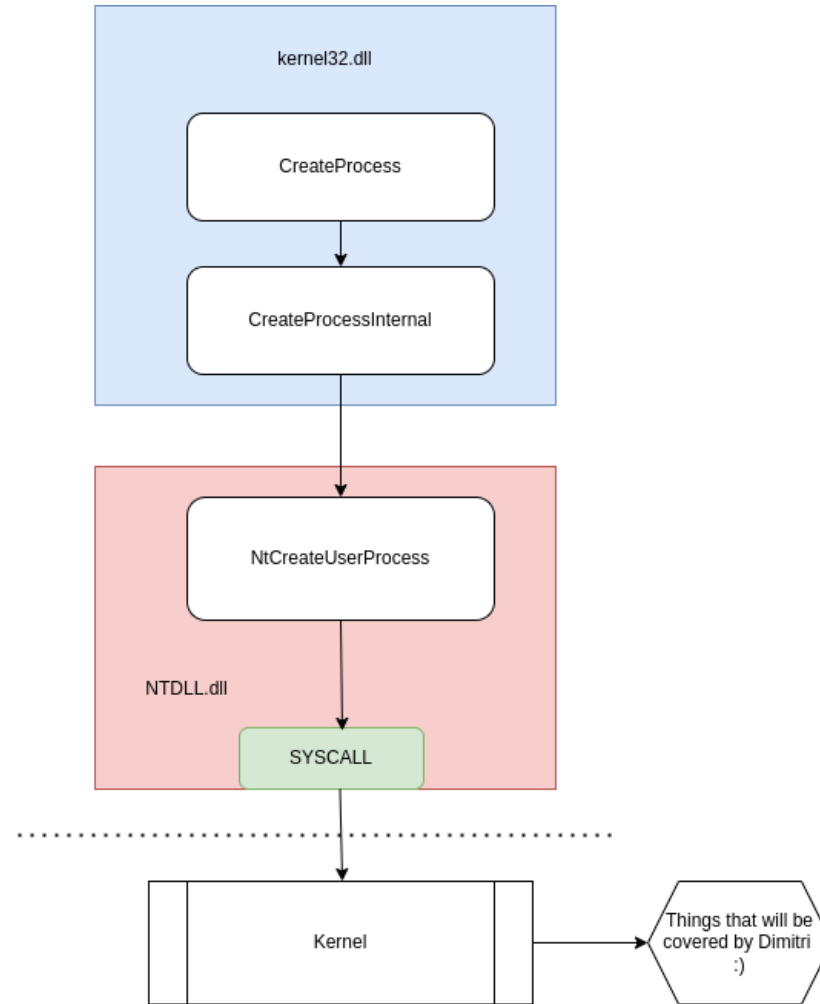 kernel32.dll
CreateProcess
CreateProcessInternal
NtCreateUserProcess
NTDLL.dll
SYSCALL
Kernel
Things that will be
covered by Dimitri
:)